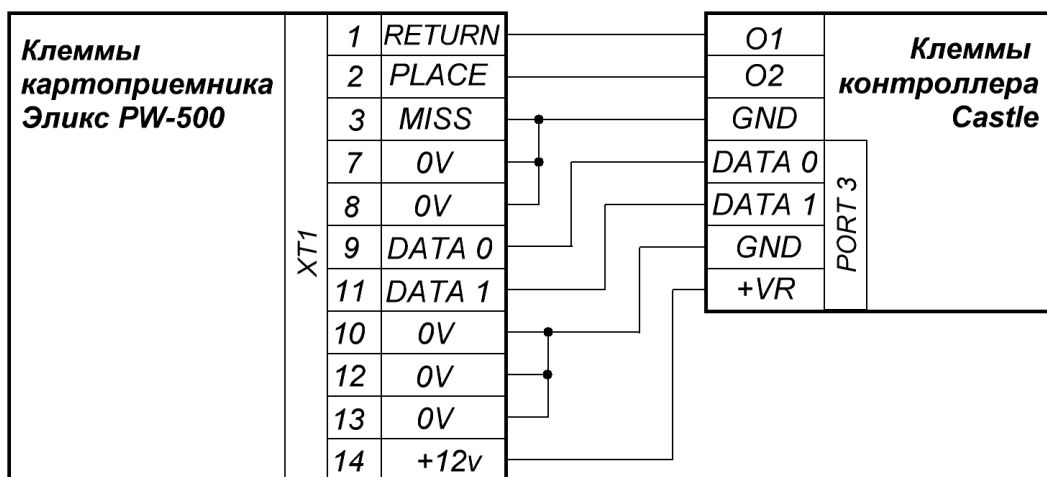 Клеммы
картоприемника
Эликс PW-500
XT1
1 RETURN
2 PLACE
3 MISS
7 0V
8 0V
9 DATA 0
11 DATA 1
10 0V
12 0V
13 0V
14 +12v
O1
O2
GND
DATA 0
DATA 1
GND
+VR
PORT 3
Клеммы
контроллера
Castle